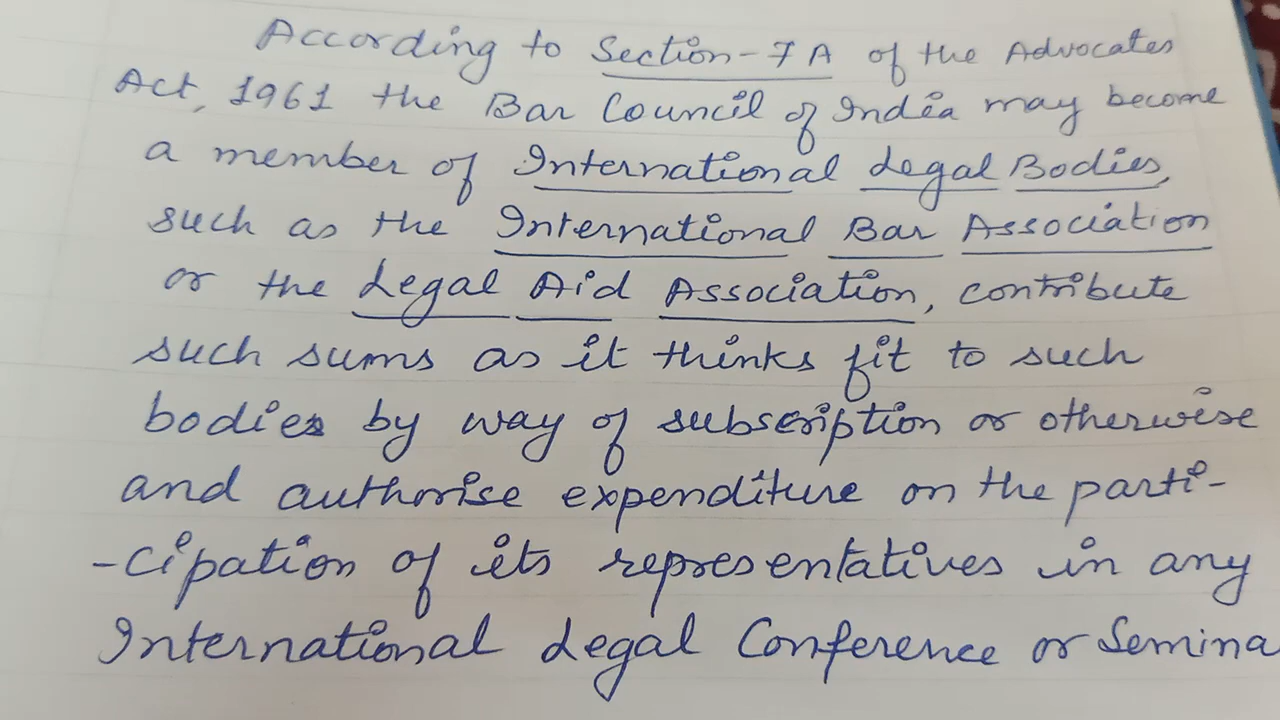 According to Section-7A of the Advocates
Act, 1961 the Bar Council of India may become
a member of International Legal Bodies,
such as the International Bar Association
or the Legal Aid Association, contribute
such sums as it thinks fit to such
bodies by way of subscription or otherwise
and authorise expenditure on the parti-
-cipation of its representatives in any
International Legal Conference or Semina